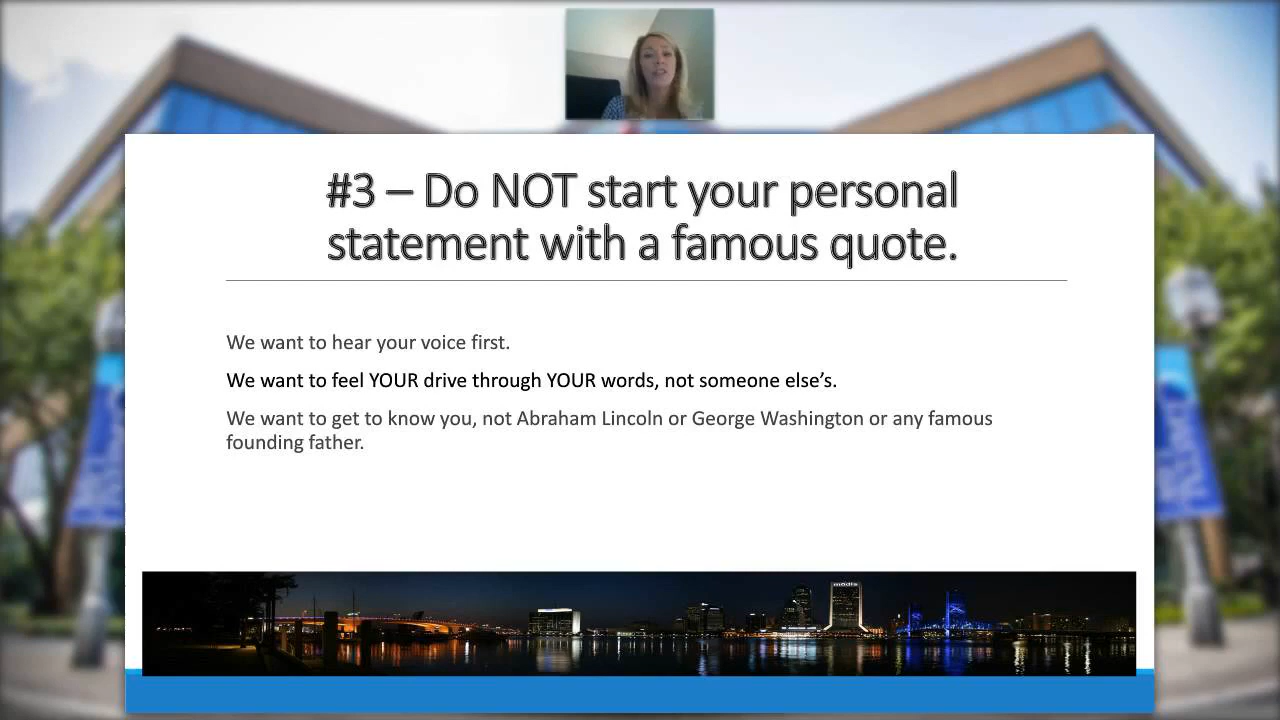 #3 – Do NOT start your personal
statement with a famous quote.
We want to hear your voice first.
We want to feel YOUR drive through YOUR words, not someone else's.
We want to get to know you, not Abraham Lincoln or George Washington or any famous
founding father.